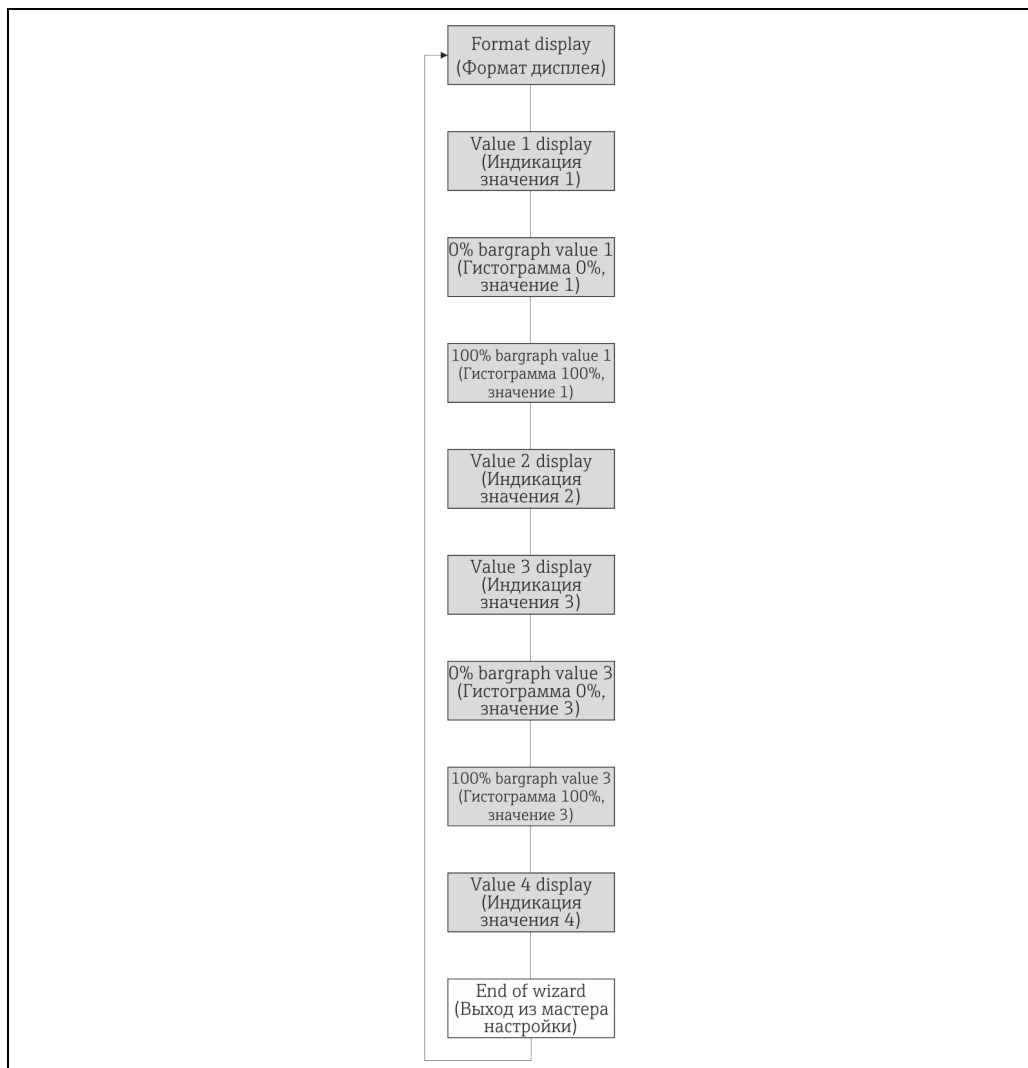 Format display
(Формат дисплея)
Value 1 display
(Индикация
значения 1)
0% bargraph value 1
(Гистограмма 0%,
значение 1)
100% bargraph value 1
(Гистограмма 100%,
значение 1)
Value 2 display
(Индикация
значения 2)
Value 3 display
(Индикация
значения 3)
0% bargraph value 3
(Гистограмма 0%,
значение 3)
100% bargraph value 3
(Гистограмма 100%,
значение 3)
Value 4 display
(Индикация
значения 4)
End of wizard
(Выход из мастера
настройки)